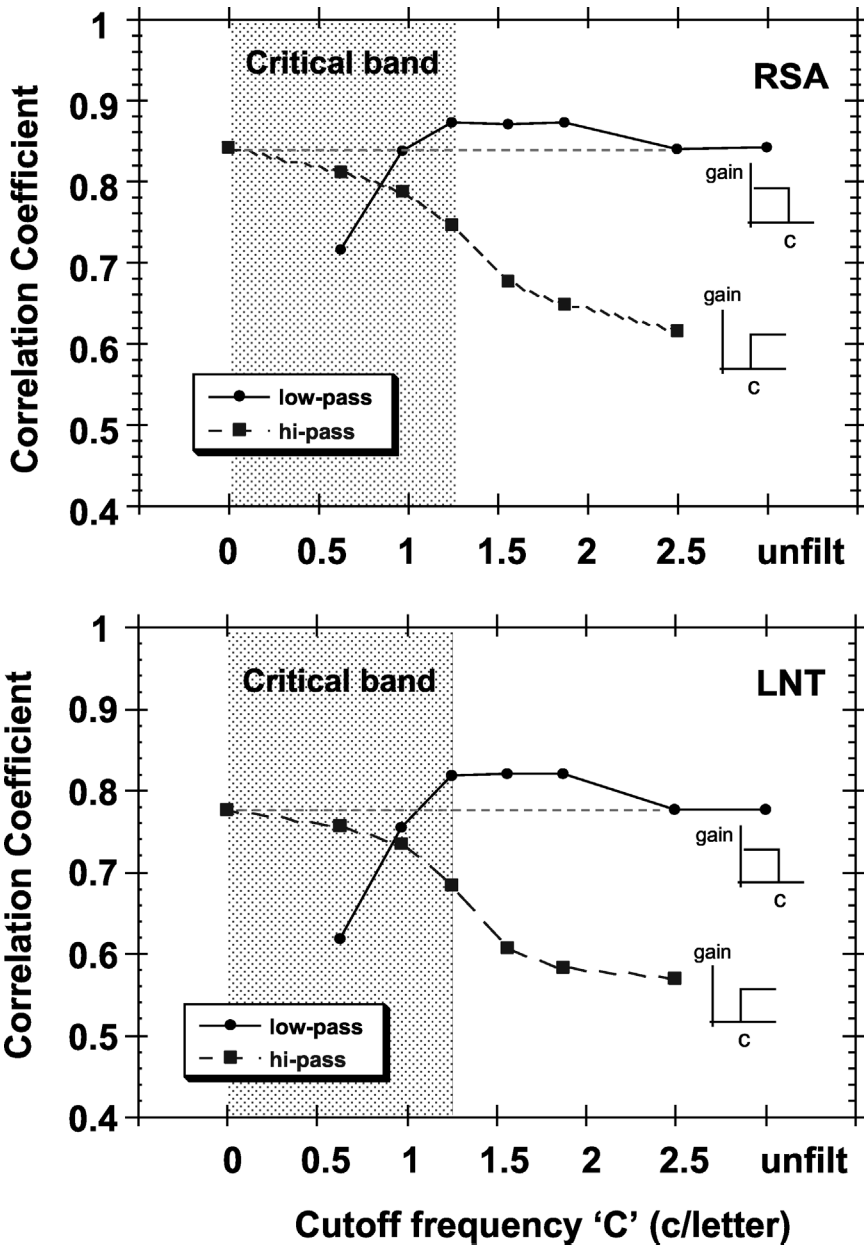 1
Critical band
RSA
0.9
gain
0.8
C
0.7
gain
0.6
C
low-pass
hi-pass
0.5
0.4
Correlation Coefficient
0 0.5 1 1.5 2 2.5 unfilt
1
Critical band
LNT
0.9
0.8
gain
C
0.7
gain
0.6
C
low-pass
hi-pass
0.5
0.4
Correlation Coefficient
0 0.5 1 1.5 2 2.5 unfilt
Cutoff frequency ‘C’ (c/letter)